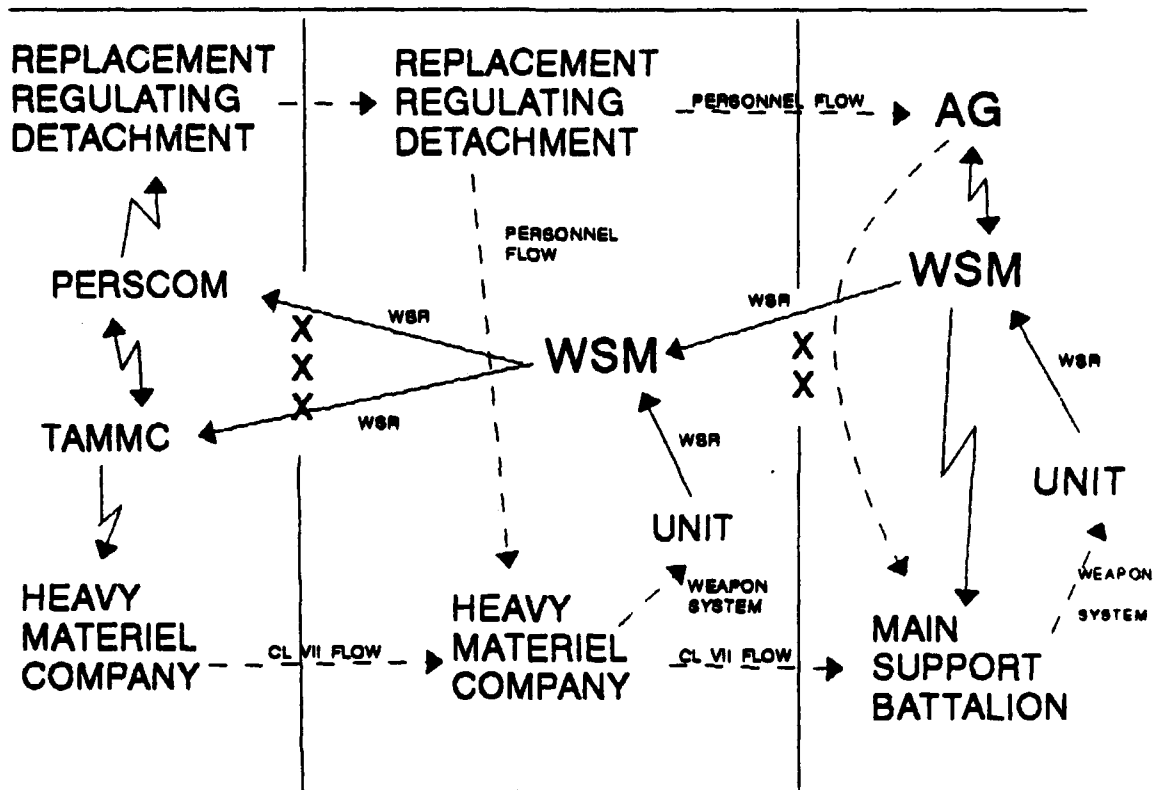 REPLACEMENT
REGULATING
DETACHMENT
REPLACEMENT
REGULATING
DETACHMENT
PERSONNEL FLOW
AG
PERSONNEL
FLOW
PERSCOM
WSM
WSR
WSR
X
X
X
WSM
X
X
WSR
TAMMC
WSR
WSR
UNIT
UNIT
HEAVY
MATERIEL
COMPANY
CL VII FLOW
HEAVY
MATERIEL
COMPANY
WEAPON
SYSTEM
CL VII FLOW
MAIN
SUPPORT
BATTALION
WEAPON
SYSTEM